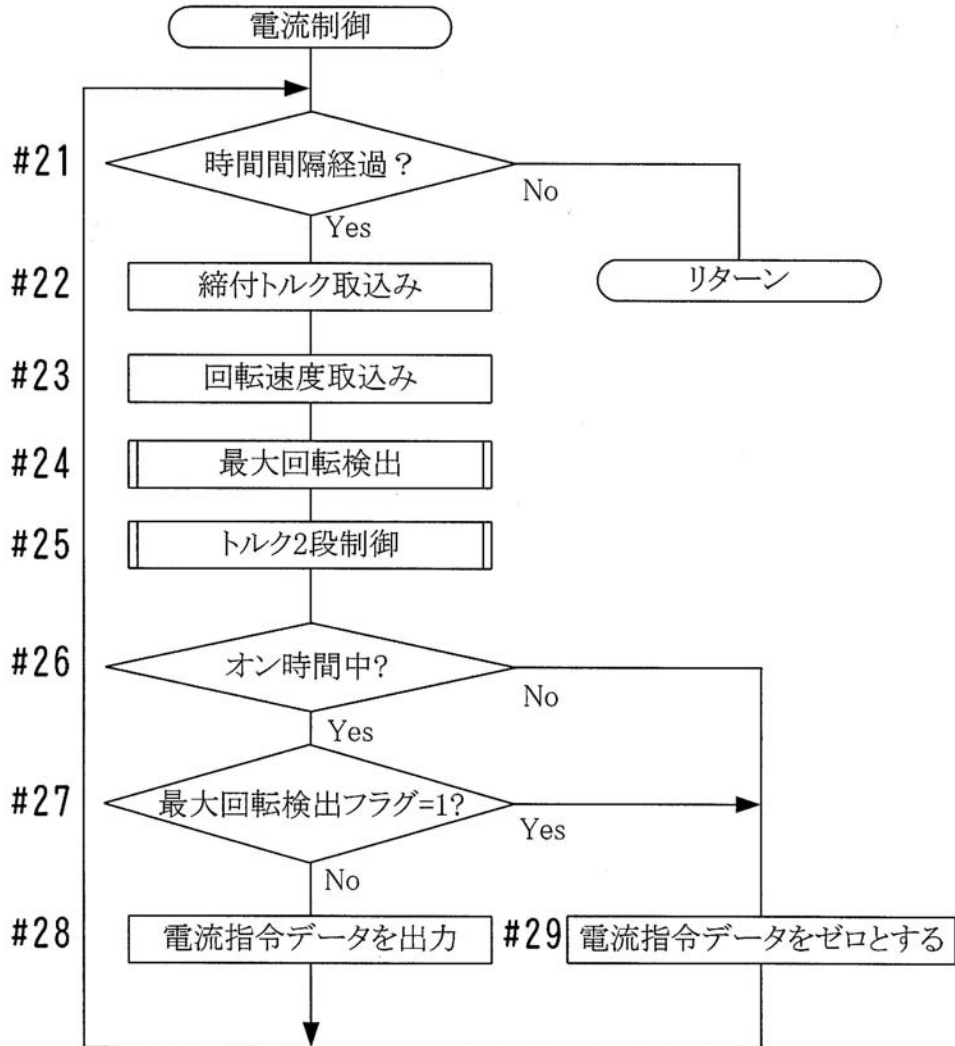 電流制御
#21
時間間隔経過？
No
Yes
#22
締付トルク取込み
リターン
#23
回転速度取込み
#24
最大回転検出
#25
トルク2段制御
#26
オン時間中?
No
Yes
#27
最大回転検出フラグ=1?
Yes
No
#28
電流指令データを出力
#29
電流指令データをゼロとする